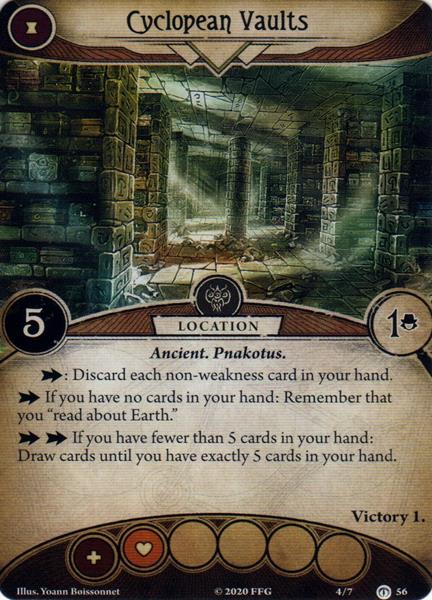 Cyclopean Vaults
5
LOCATION
1
Ancient. Pnakotus.
: Discard each non-weakness card in your hand.
If you have no cards in your hand: Remember that
you “read about Earth.”
If you have fewer than 5 cards in your hand:
Draw cards until you have exactly 5 cards in your hand.
Victory 1.
Illus. Yoann Boissonnet
© 2020 FFG
4/7
56